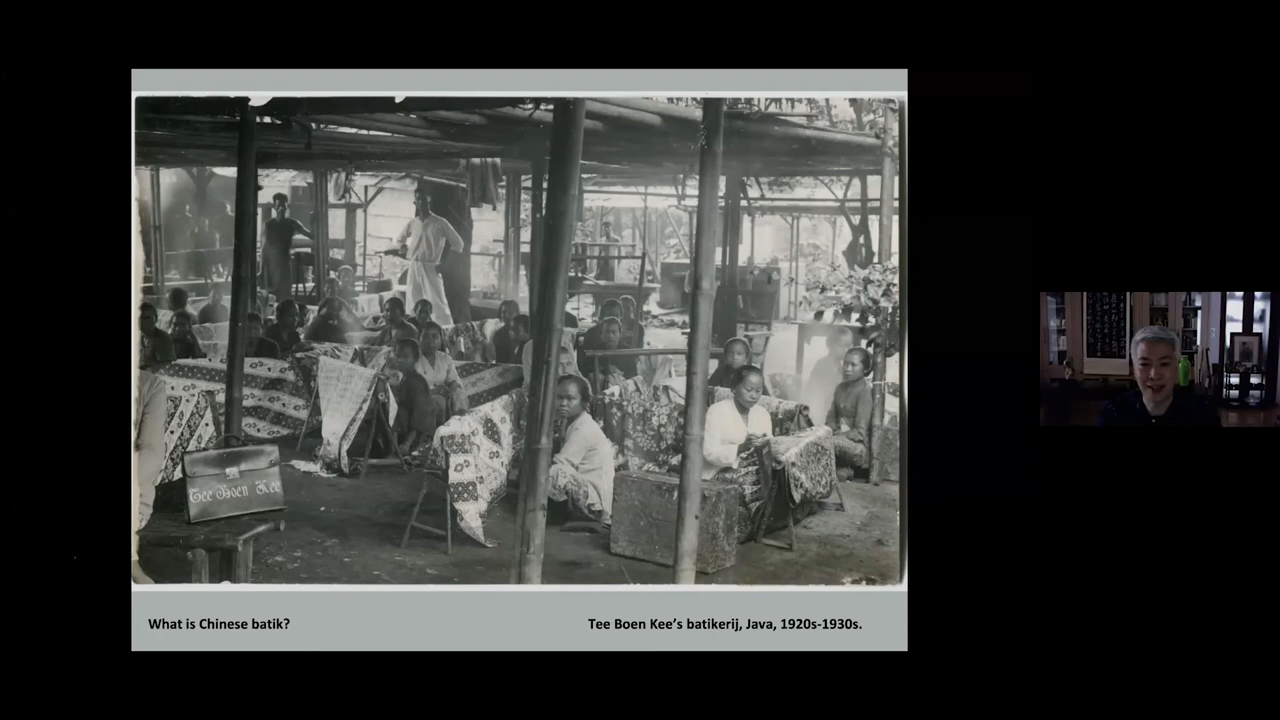 Tee Boen Kee
What is Chinese batik?
Tee Boen Kee's batikerij, Java, 1920s-1930s.